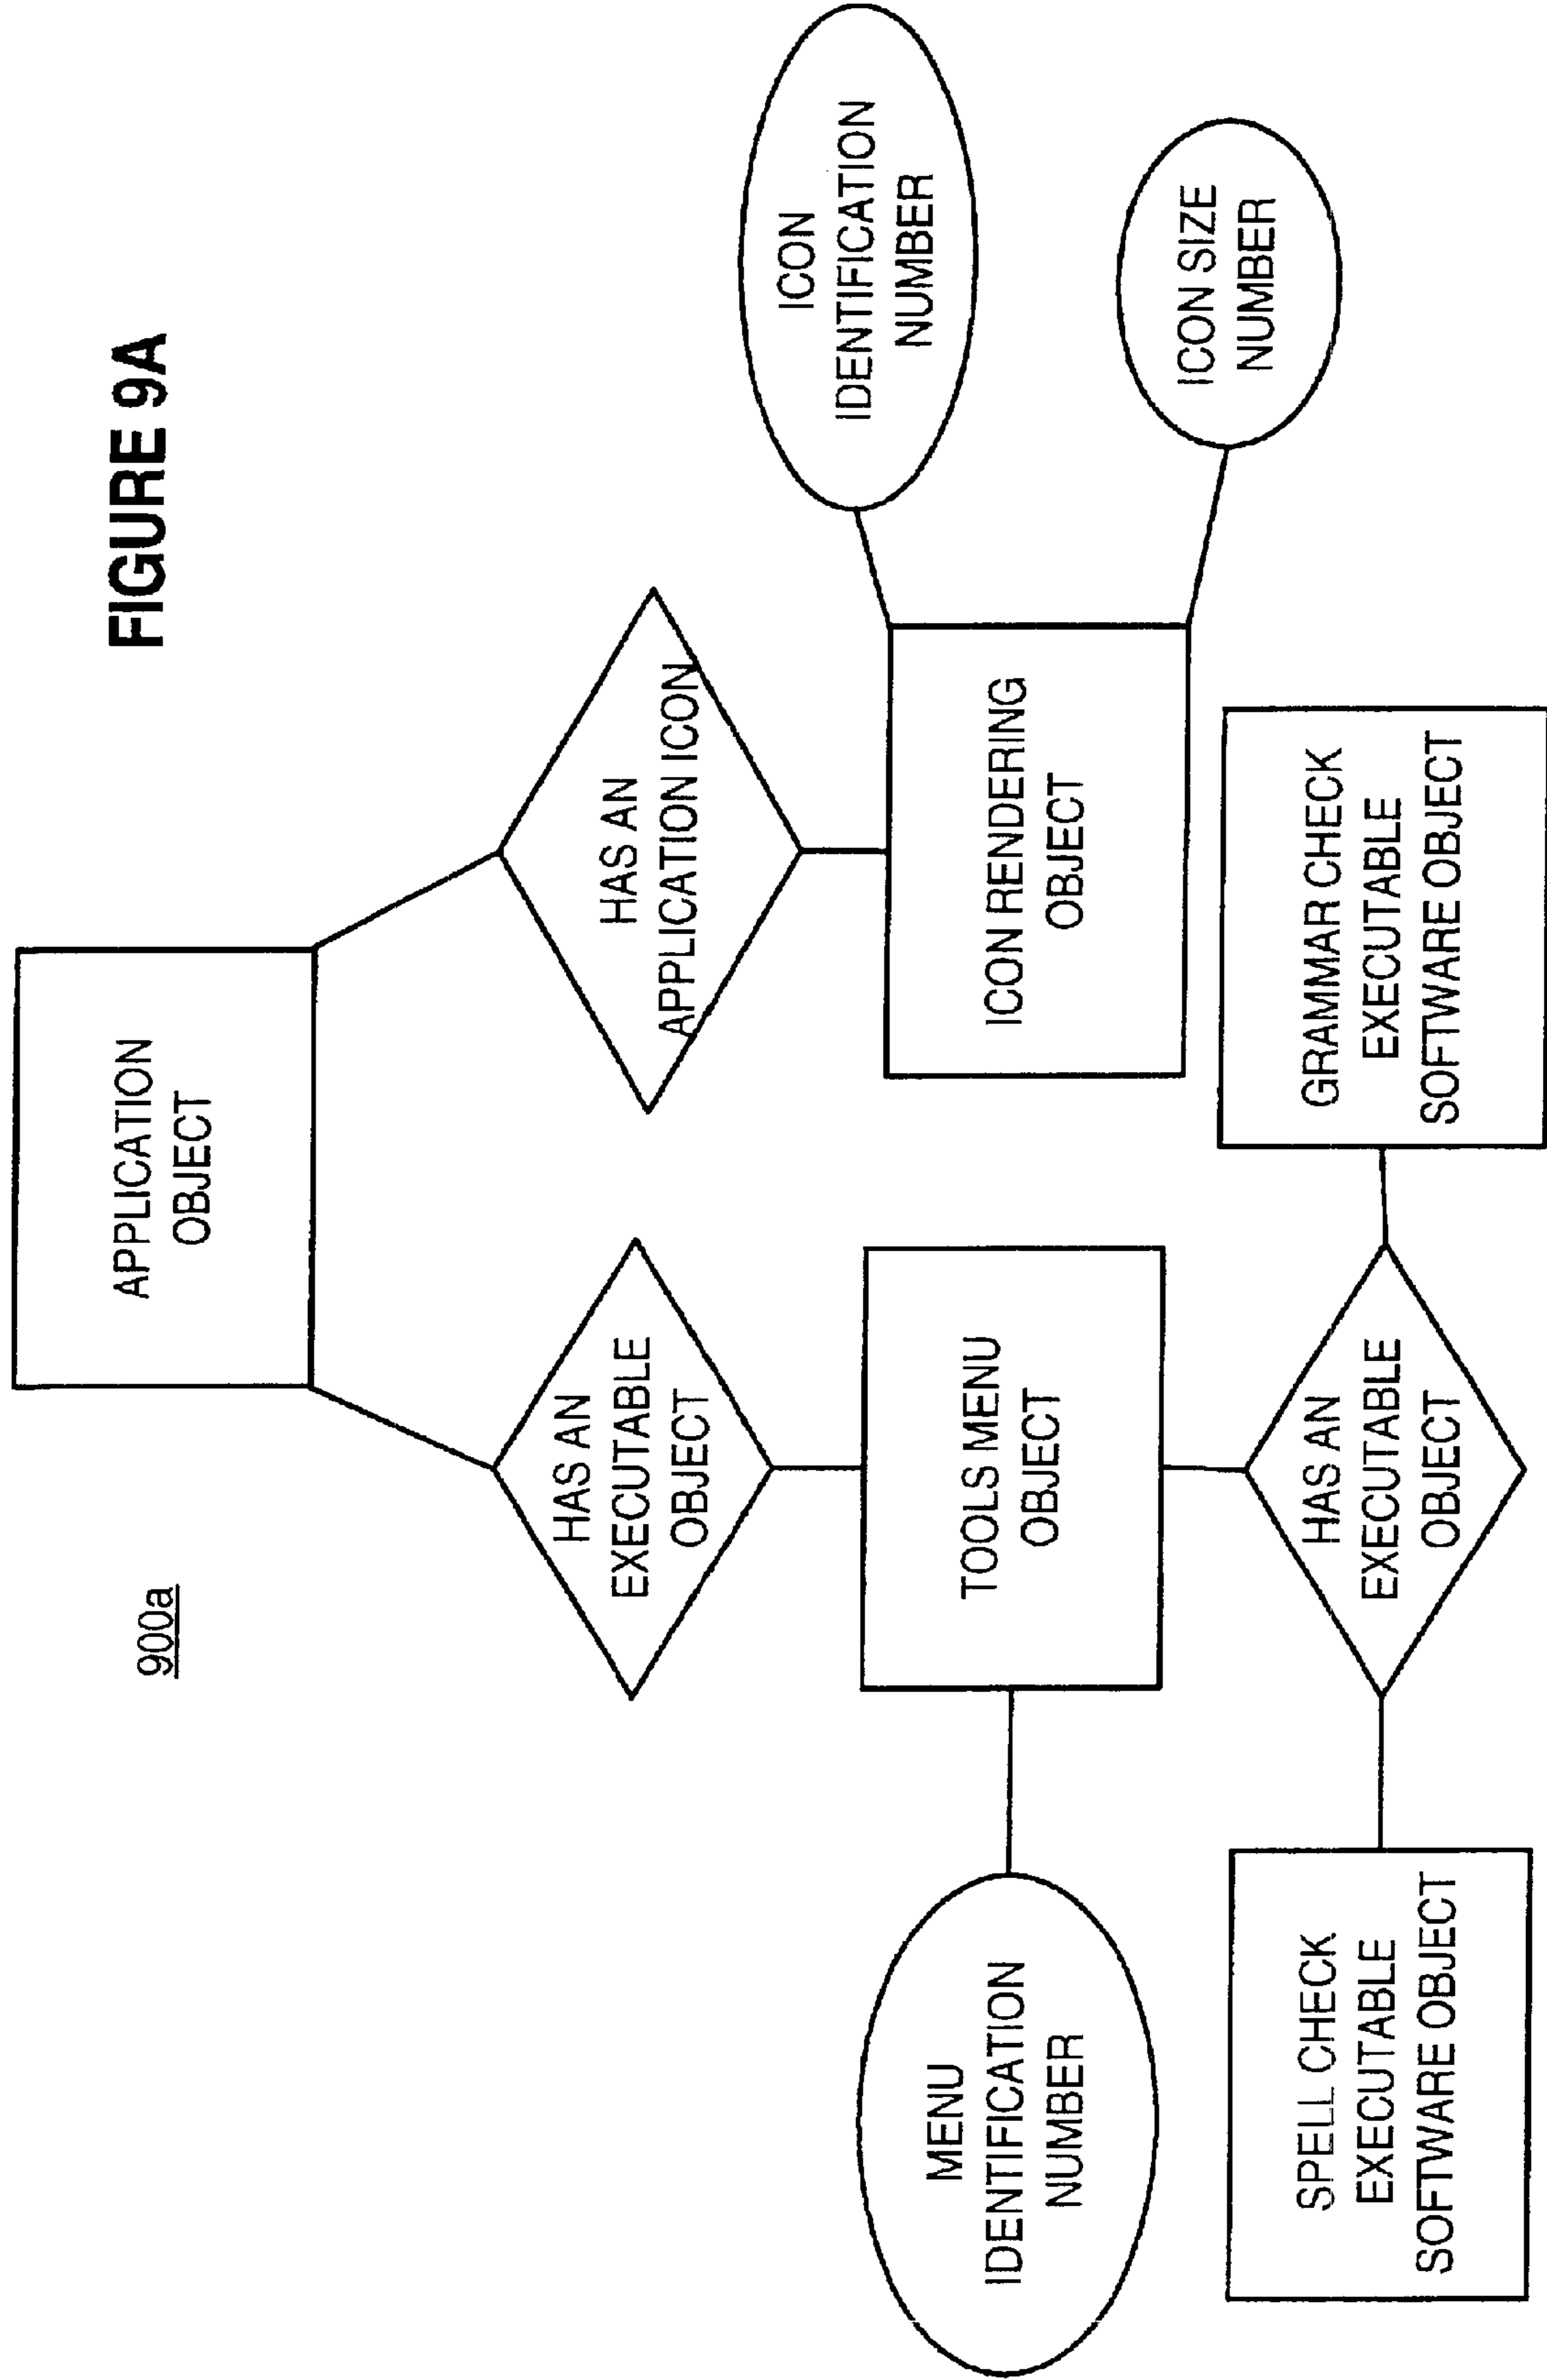 FIGURE 9A
900a
APPLICATION
OBJECT
HAS AN
EXECUTABLE
OBJECT
HAS AN
APPLICATION ICON
TOOLS MENU
OBJECT
ICON RENDERING
OBJECT
MENU
IDENTIFICATION
NUMBER
ICON
IDENTIFICATION
NUMBER
ICON SIZE
NUMBER
SPELL CHECK
EXECUTABLE
SOFTWARE OBJECT
HAS AN
EXECUTABLE
OBJECT
GRAMMAR CHECK
EXECUTABLE
SOFTWARE OBJECT